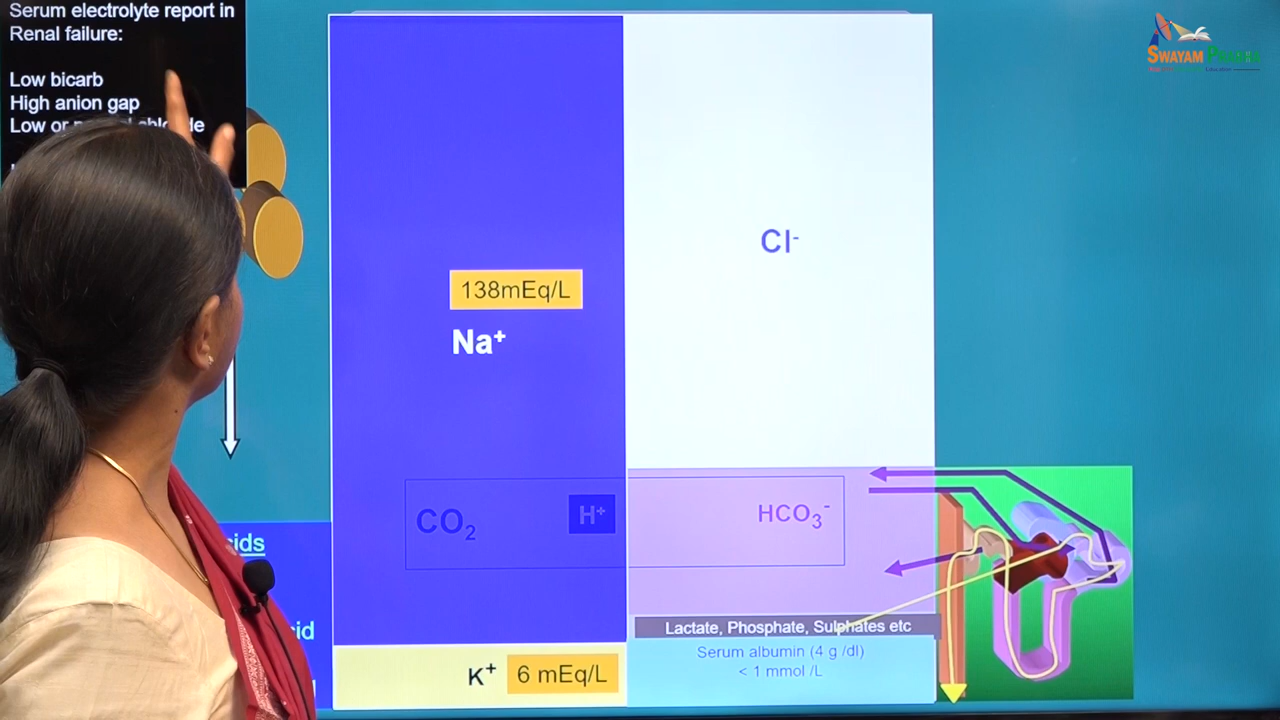 Serum electrolyte report in
Renal failure:
Low bicarb
High anion gap
Low or
SWAYAM
Cl-
138mEq/L
Na+
CO2
H+
HCO3-
Lactate, Phosphate, Sulphates etc
Serum albumin (4 g /dl)
< 1 mmol /L
K+
6 mEq/L